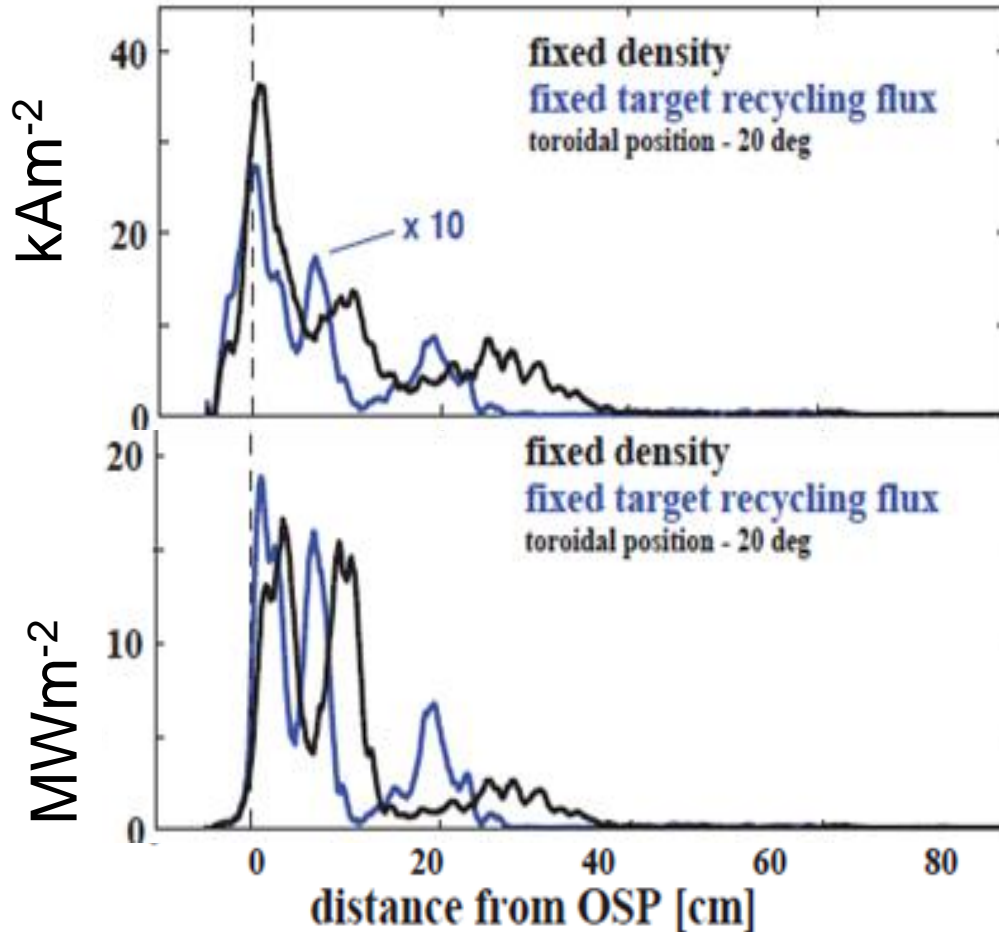 kAm-2
40
20
0
fixed density
fixed target recycling flux
toroidal position - 20 deg
x 10
MWm-2
20
10
0
fixed density
fixed target recycling flux
toroidal position - 20 deg
0 20 40 60 80
distance from OSP [cm]